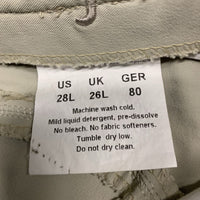 US UK GER
28L 26L 80
Machine wash cold.
Mild liquid detergent, pre-dissolve
No bleach. No fabric softeners.
Tumble dry low.
Do not dry clean.